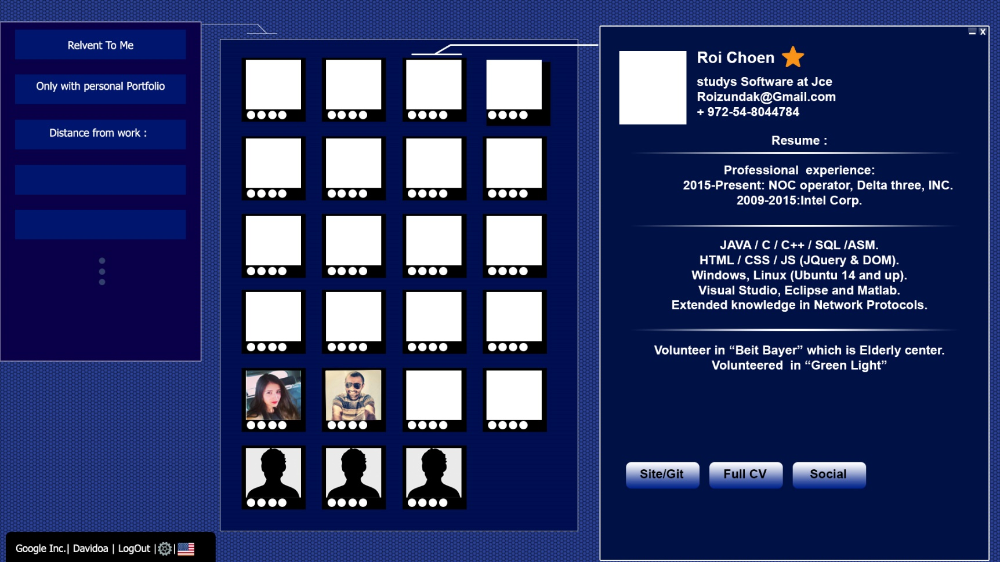 Relvent To Me
Only with personal Portfolio
Distance from work :
X
Roi Choen
studys Software at Jce
Roizundak@Gmail.com
+ 972-54-8044784
Resume :
Professional  experience:
2015-Present: NOC operator, Delta three, INC.
2009-2015:Intel Corp.
JAVA / C / C++ / SQL /ASM.
HTML / CSS / JS (JQuery & DOM).
Windows, Linux (Ubuntu 14 and up).
Visual Studio, Eclipse and Matlab.
Extended knowledge in Network Protocols.
Volunteer in “Beit Bayer” which is Elderly center.
Volunteered  in “Green Light”
Site/Git Full CV Social
Google Inc.| Davidoa | LogOut | |